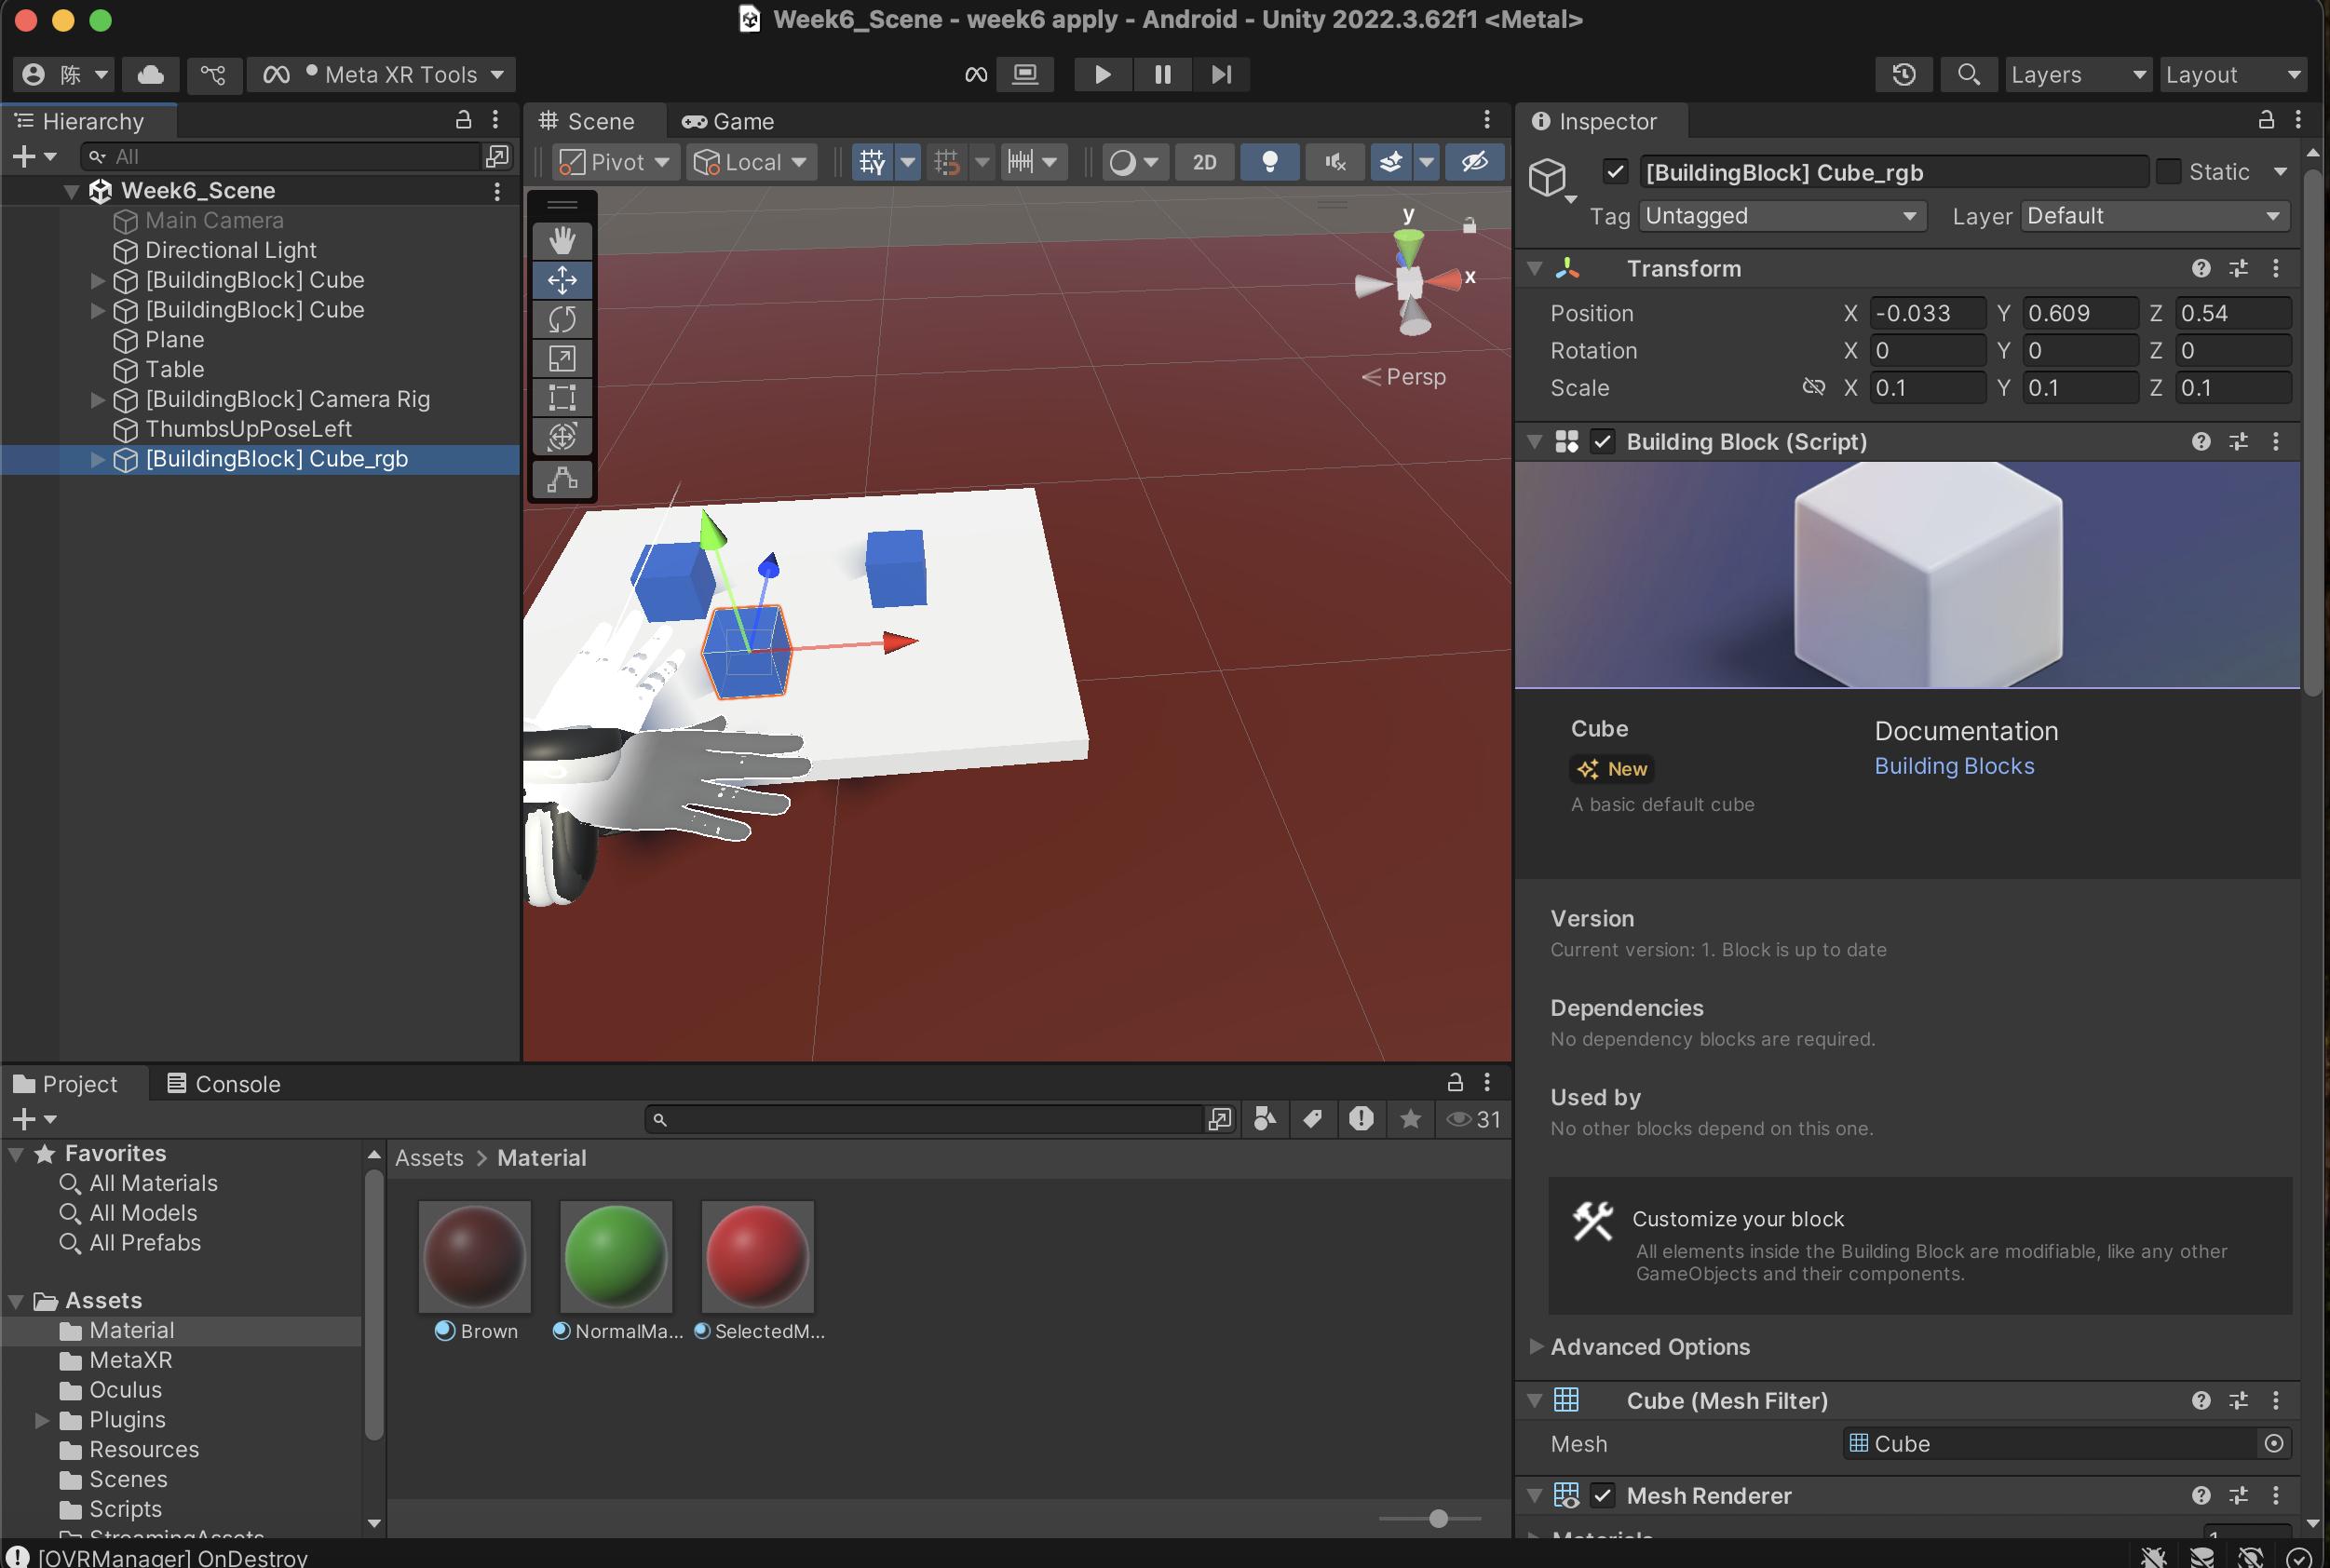 Week6_Scene - week6 apply - Android - Unity 2022.3.62f1 <Metal>
陈
Meta XR Tools
Layers
Layout
Hierarchy
All
Week6_Scene
Main Camera
Directional Light
[BuildingBlock] Cube
[BuildingBlock] Cube
Plane
Table
[BuildingBlock] Camera Rig
ThumbsUpPoseLeft
[BuildingBlock] Cube_rgb
Scene
Game
Pivot
Local
2D
y
x
Persp
Inspector
[BuildingBlock] Cube_rgb
Static
Tag Untagged
Layer Default
Transform
Position X -0.033 Y 0.609 Z 0.54
Rotation X 0 Y 0 Z 0
Scale X 0.1 Y 0.1 Z 0.1
Building Block (Script)
Cube
New
A basic default cube
Documentation
Building Blocks
Version
Current version: 1. Block is up to date
Dependencies
No dependency blocks are required.
Used by
No other blocks depend on this one.
Customize your block
All elements inside the Building Block are modifiable, like any other
GameObjects and their components.
Advanced Options
Cube (Mesh Filter)
Mesh Cube
Mesh Renderer
Materials 1
Project
Console
31
Favorites
All Materials
All Models
All Prefabs
Assets
Material
MetaXR
Oculus
Plugins
Resources
Scenes
Scripts
StreamingAssets
Assets > Material
Brown
NormalMa...
SelectedM...
[OVRManager] OnDestroy